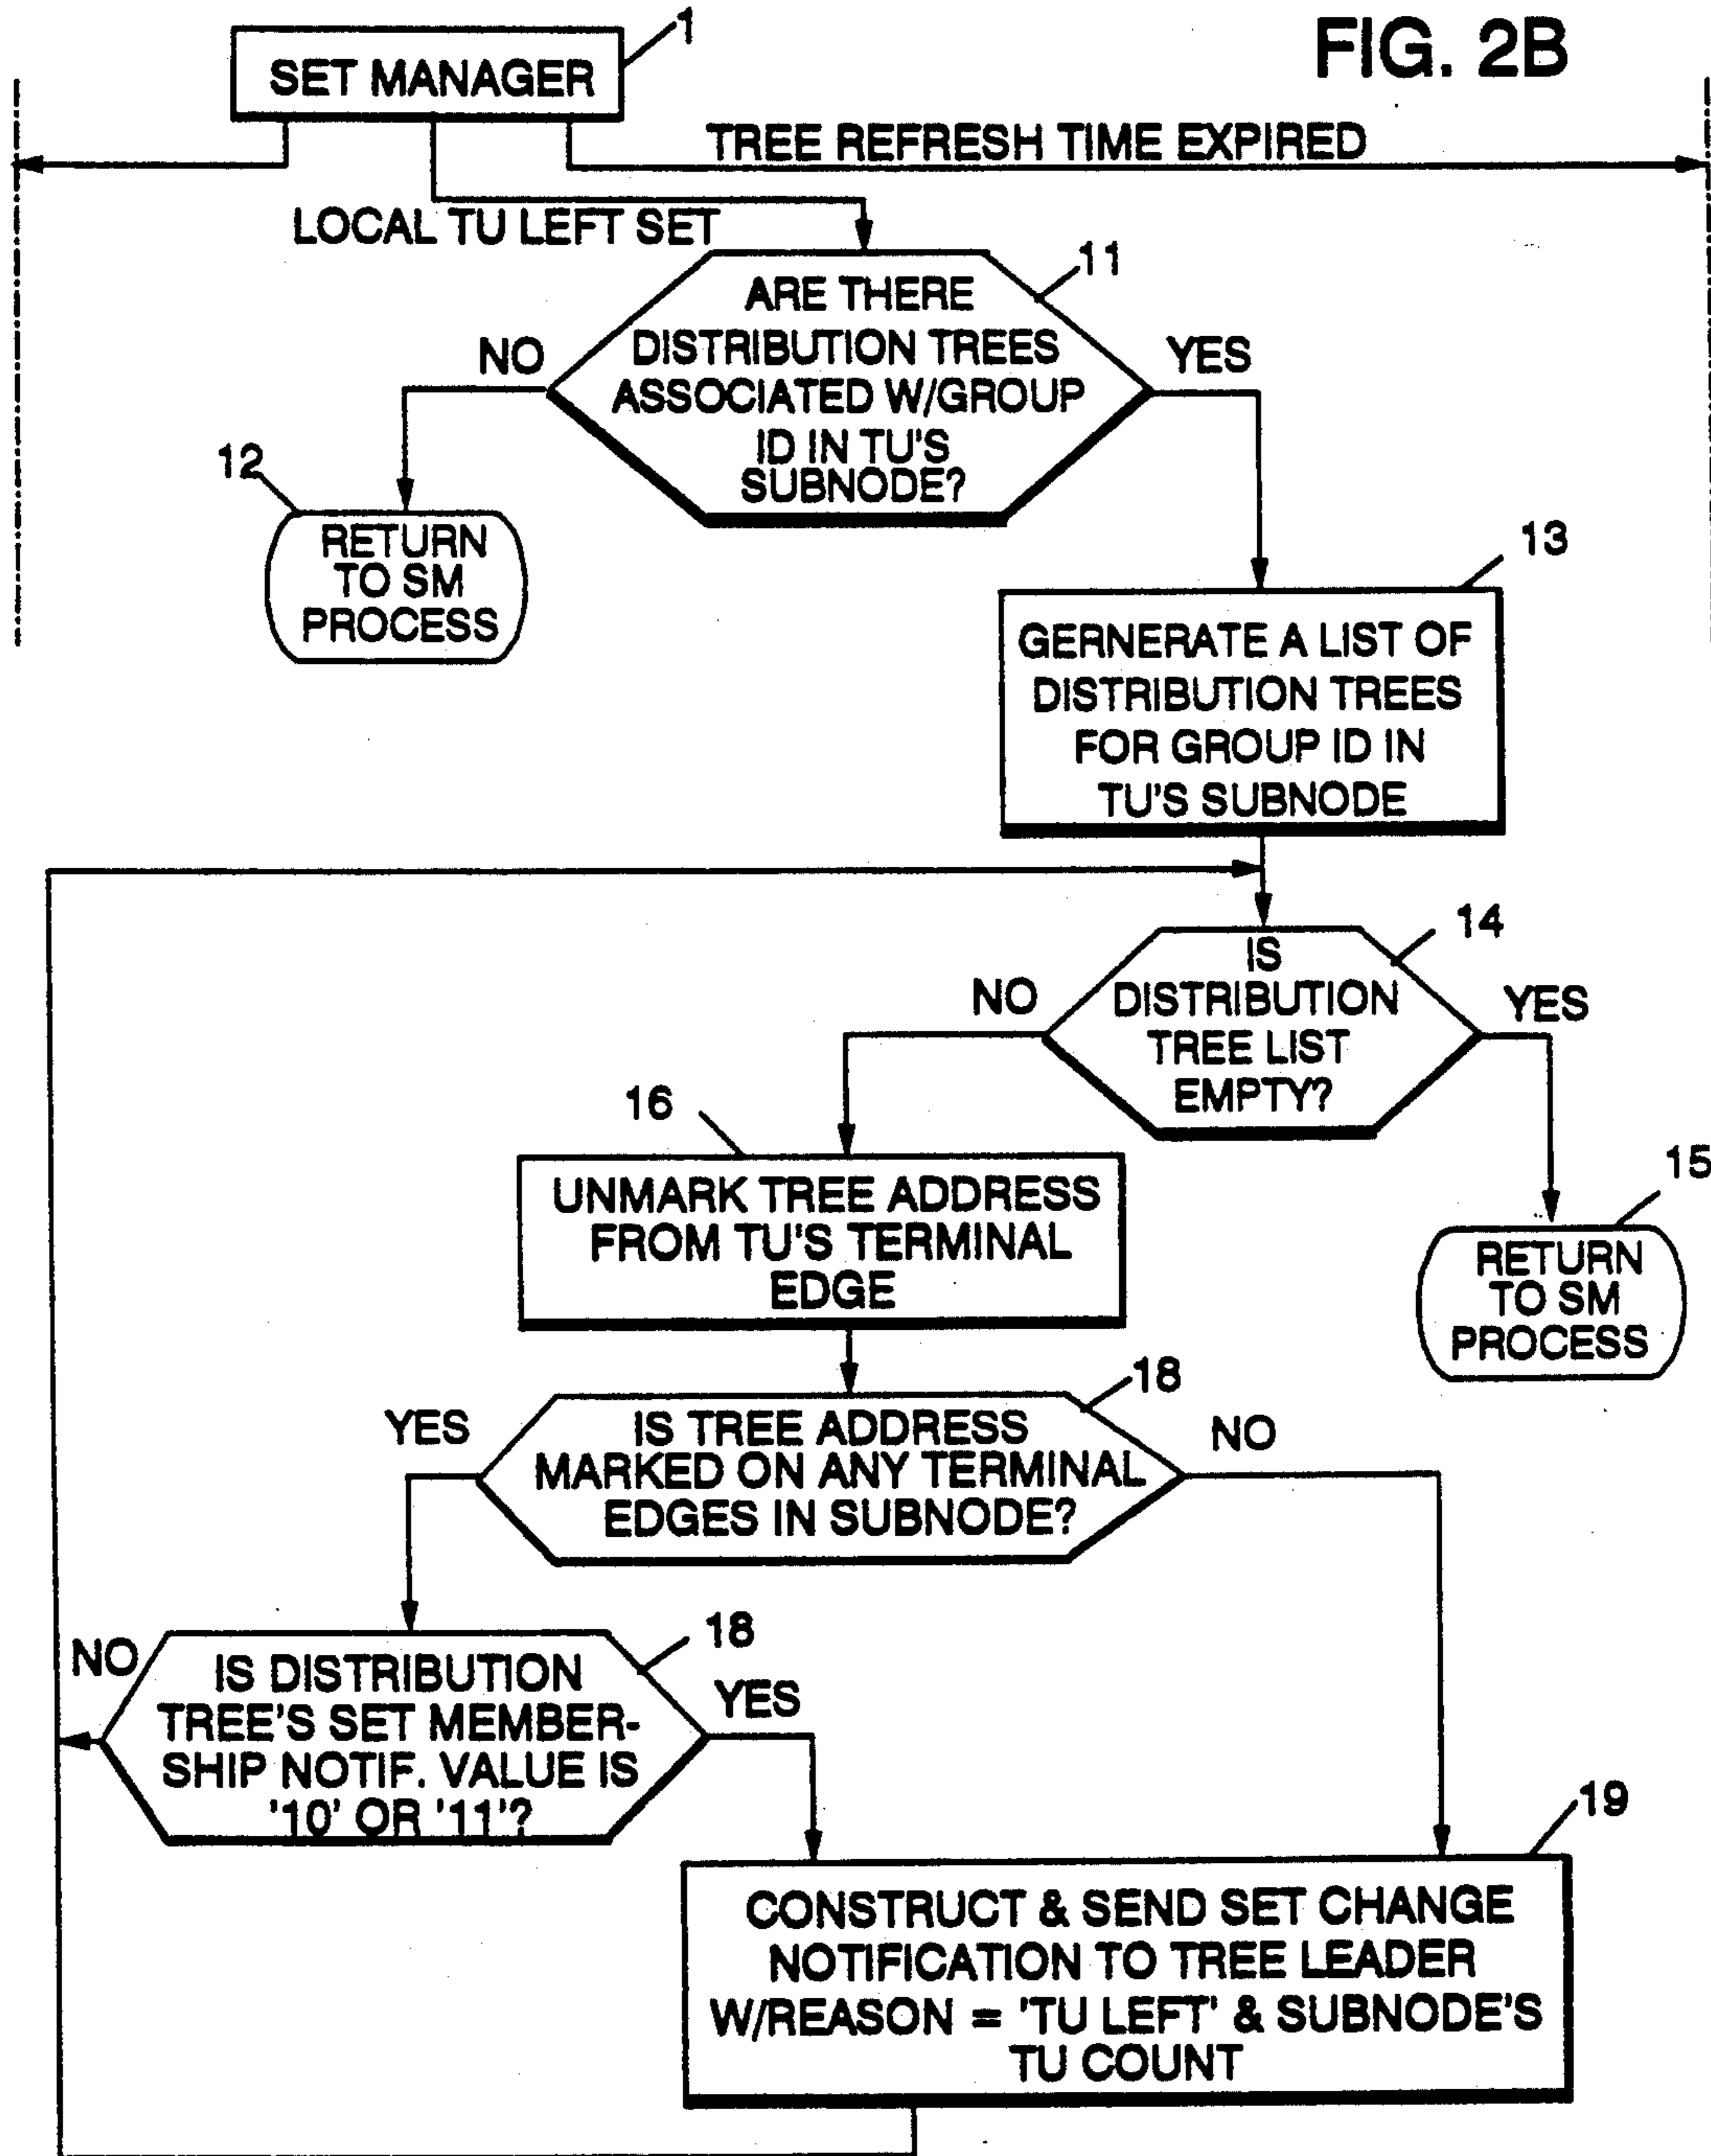 FIG. 2B
1
SET MANAGER
TREE REFRESH TIME EXPIRED
LOCAL TU LEFT SET
11
ARE THERE
DISTRIBUTION TREES
ASSOCIATED W/GROUP
ID IN TU'S
SUBNODE?
NO
YES
12
RETURN
TO SM
PROCESS
13
GERNERATE A LIST OF
DISTRIBUTION TREES
FOR GROUP ID IN
TU'S SUBNODE
14
IS
DISTRIBUTION
TREE LIST
EMPTY?
NO
YES
15
RETURN
TO SM
PROCESS
16
UNMARK TREE ADDRESS
FROM TU'S TERMINAL
EDGE
18
IS TREE ADDRESS
MARKED ON ANY TERMINAL
EDGES IN SUBNODE?
YES
NO
18
IS DISTRIBUTION
TREE'S SET MEMBER-
SHIP NOTIF. VALUE IS
'10' OR '11'?
NO
YES
19
CONSTRUCT & SEND SET CHANGE
NOTIFICATION TO TREE LEADER
W/REASON = 'TU LEFT' & SUBNODE'S
TU COUNT